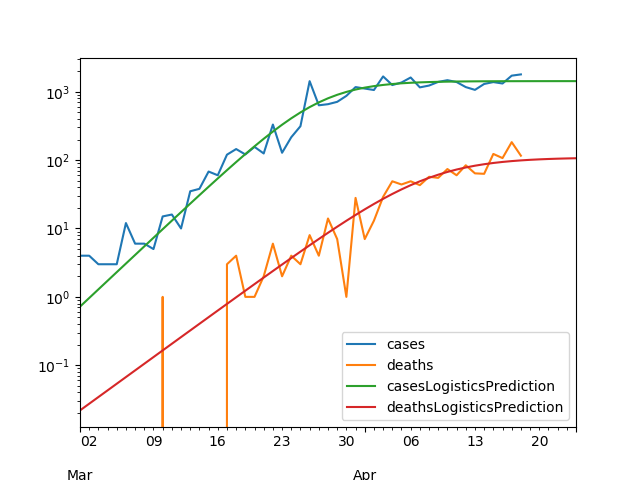 10³
10²
10¹
10⁰
10⁻¹
cases
deaths
casesLogisticsPrediction
deathsLogisticsPrediction
02 09 16 23 30 06 13 20
Mar Apr